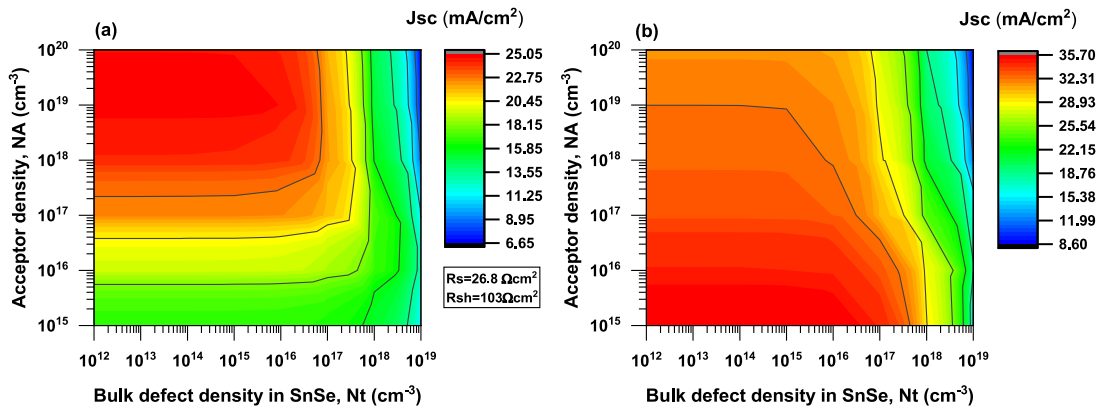 (a)
Jsc (mA/cm²)
10²⁰
10¹⁹
10¹⁸
10¹⁷
10¹⁶
10¹⁵
Acceptor density, NA (cm⁻³)
10¹² 10¹³ 10¹⁴ 10¹⁵ 10¹⁶ 10¹⁷ 10¹⁸ 10¹⁹
Bulk defect density in SnSe, Nt (cm⁻³)
25.05
22.75
20.45
18.15
15.85
13.55
11.25
8.95
6.65
Rs=26.8 Ωcm²
Rsh=103Ωcm²
(b)
Jsc (mA/cm²)
10²⁰
10¹⁹
10¹⁸
10¹⁷
10¹⁶
10¹⁵
Acceptor density, NA (cm⁻³)
10¹² 10¹³ 10¹⁴ 10¹⁵ 10¹⁶ 10¹⁷ 10¹⁸ 10¹⁹
Bulk defect density in SnSe, Nt (cm⁻³)
35.70
32.31
28.93
25.54
22.15
18.76
15.38
11.99
8.60